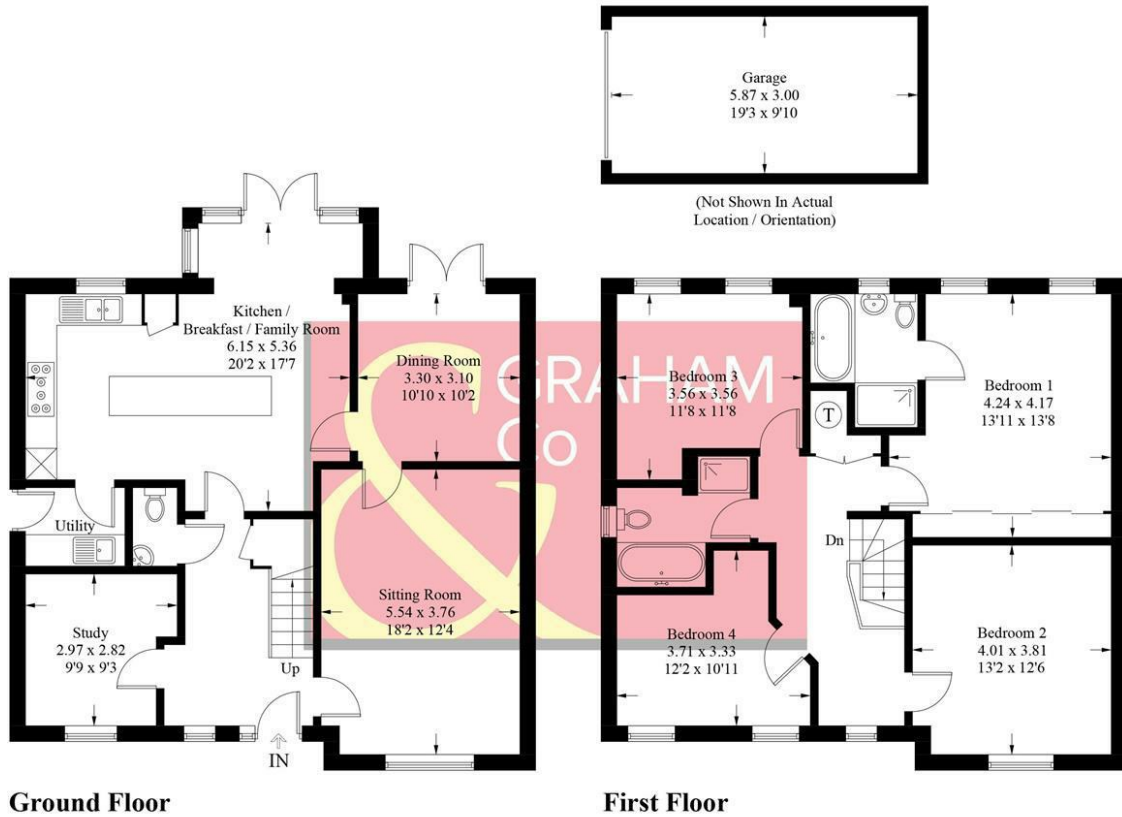 Garage
5.87 x 3.00
19'3 x 9'10
(Not Shown In Actual
Location / Orientation)
Kitchen /
Breakfast / Family Room
6.15 x 5.36
20'2 x 17'7
Dining Room
3.30 x 3.10
10'10 x 10'2
Utility
Study
2.97 x 2.82
9'9 x 9'3
Sitting Room
5.54 x 3.76
18'2 x 12'4
Up
IN
GRAHAM
&
Co
Bedroom 3
3.56 x 3.56
11'8 x 11'8
T
Bedroom 1
4.24 x 4.17
13'11 x 13'8
Dn
Bedroom 4
3.71 x 3.33
12'2 x 10'11
Bedroom 2
4.01 x 3.81
13'2 x 12'6
Ground Floor
First Floor